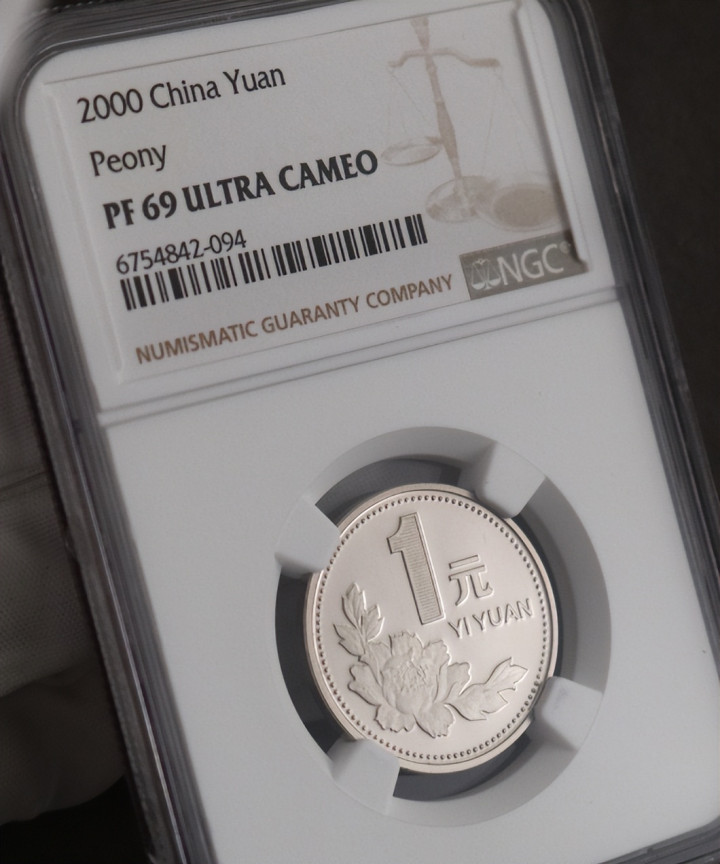 2000 China Yuan
Peony
PF 69 ULTRA CAMEO
6754842-094
NUMISMATIC GUARANTY COMPANY
NGC®
1元
YI YUAN